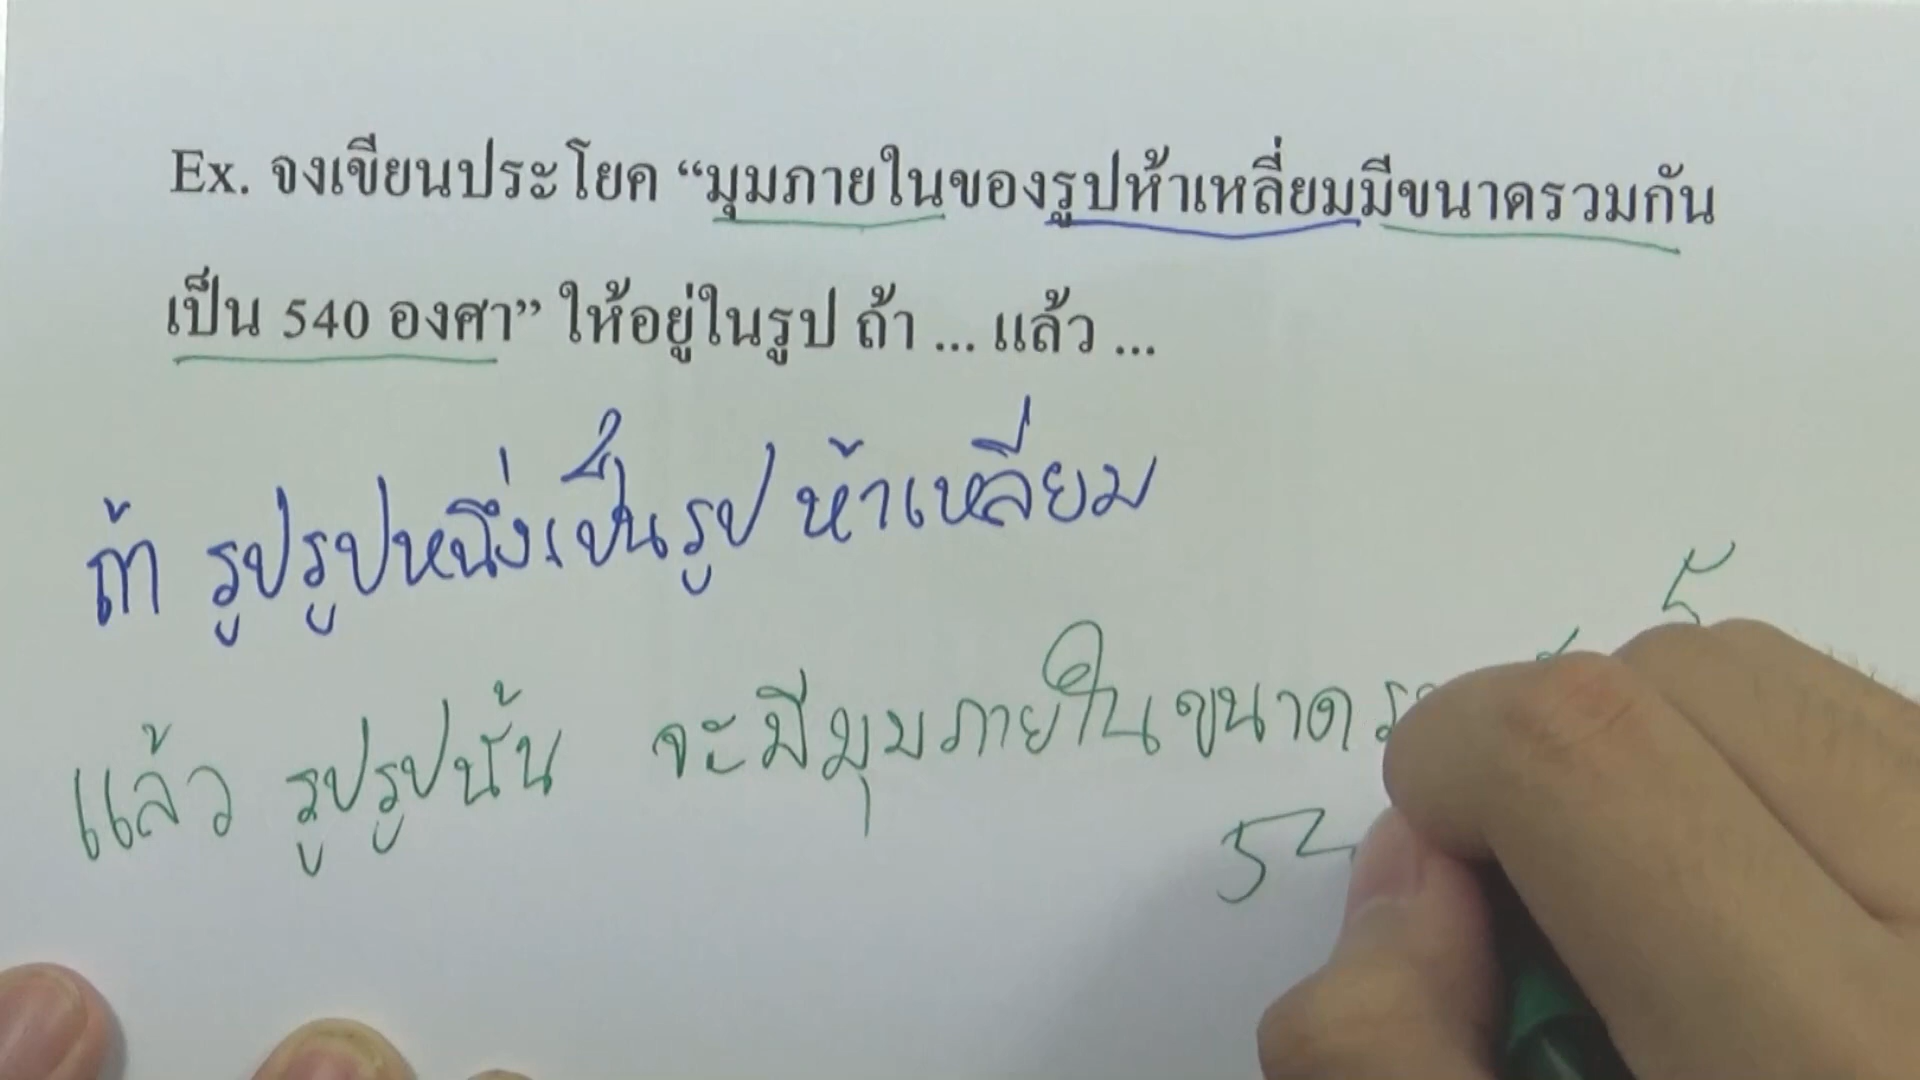 Ex. จงเขียนประโยค “มุมภายในของรูปห้าเหลี่ยมมีขนาดรวมกัน
เป็น 540 องศา” ให้อยู่ในรูป ถ้า ... แล้ว ...
ถ้า รูปรูปหนึ่งเป็นรูปห้าเหลี่ยม
แล้ว รูปรูปนั้น จะมีมุมภายในขนาด